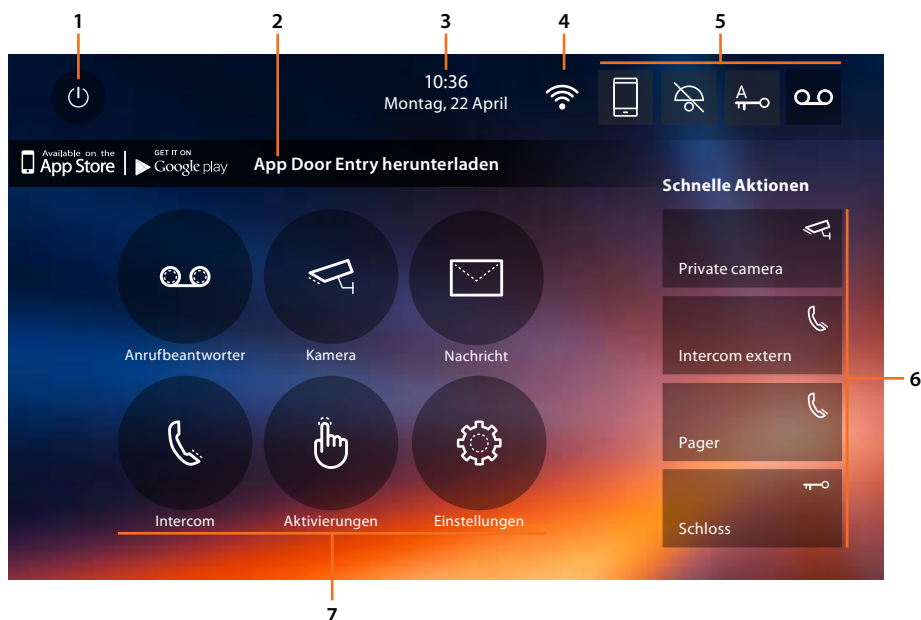 1 2 3 4 5
10:36
Montag, 22 April
A
Available on the
App Store
GET IT ON
Google play
App Door Entry herunterladen
Schnelle Aktionen
Private camera
Intercom extern
Pager
Schloss
6
Anrufbeantworter Kamera Nachricht
Intercom Aktivierungen Einstellungen
7